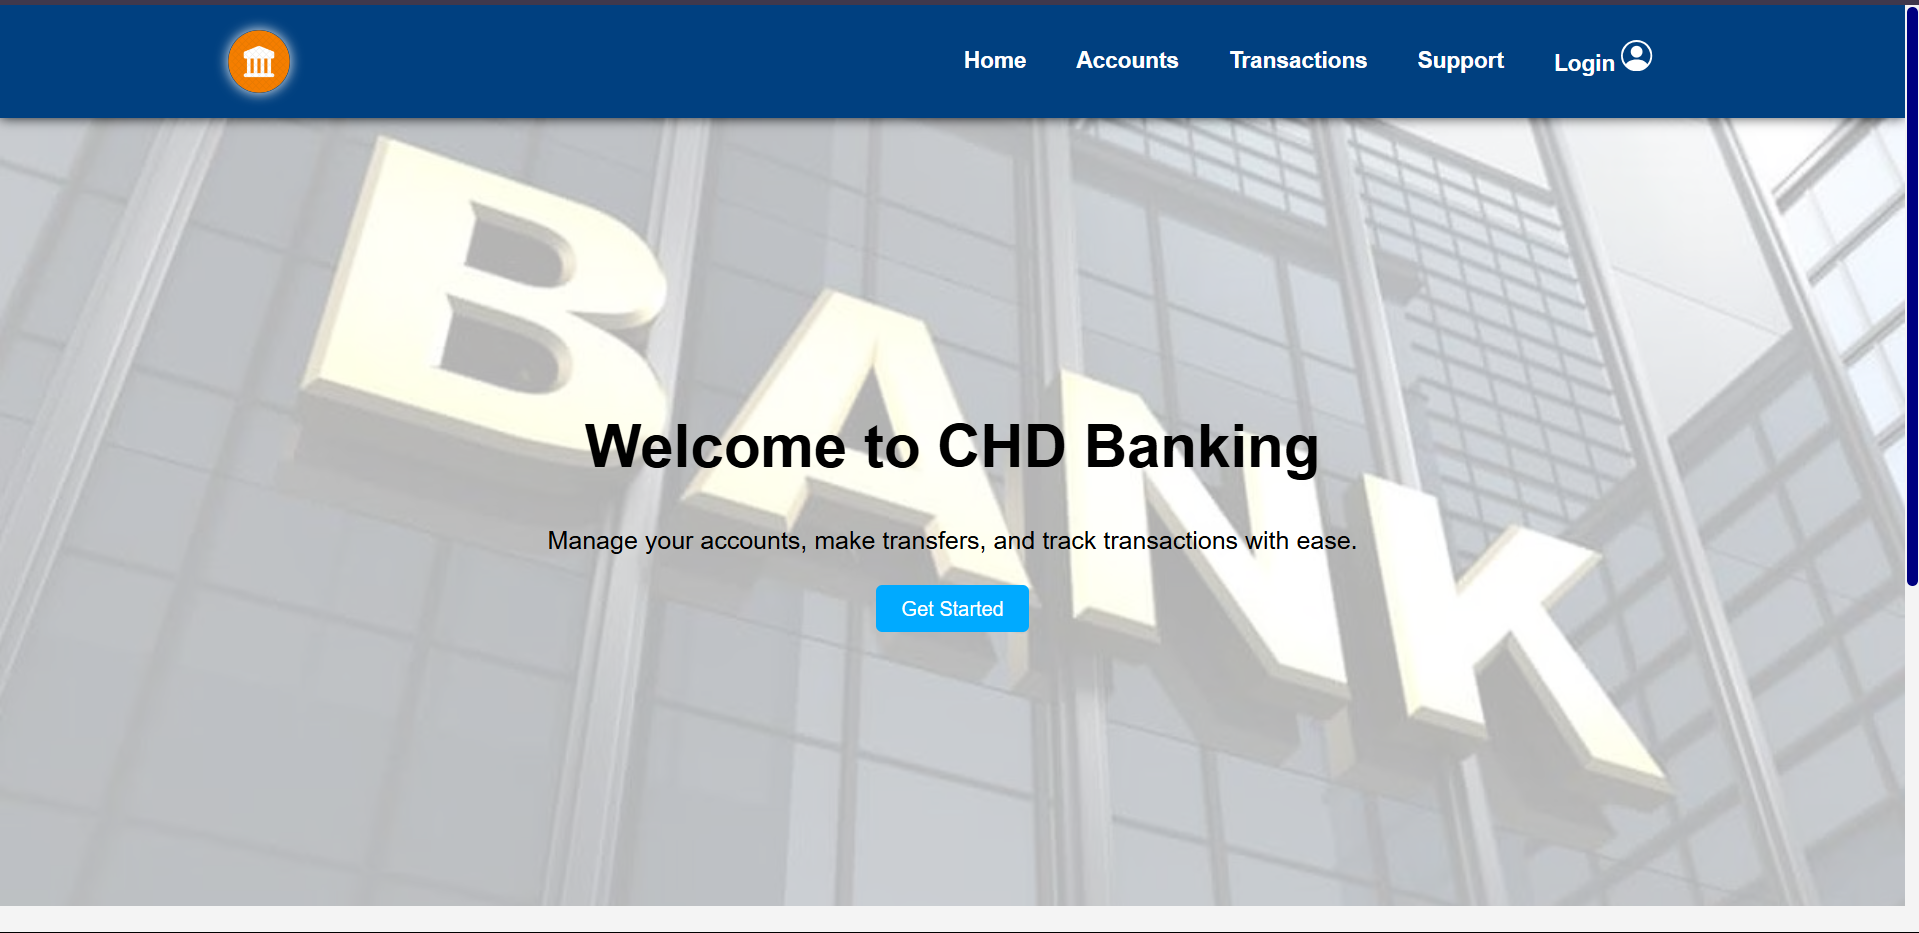 Home Accounts Transactions Support Login
BANK
Welcome to CHD Banking
Manage your accounts, make transfers, and track transactions with ease.
Get Started